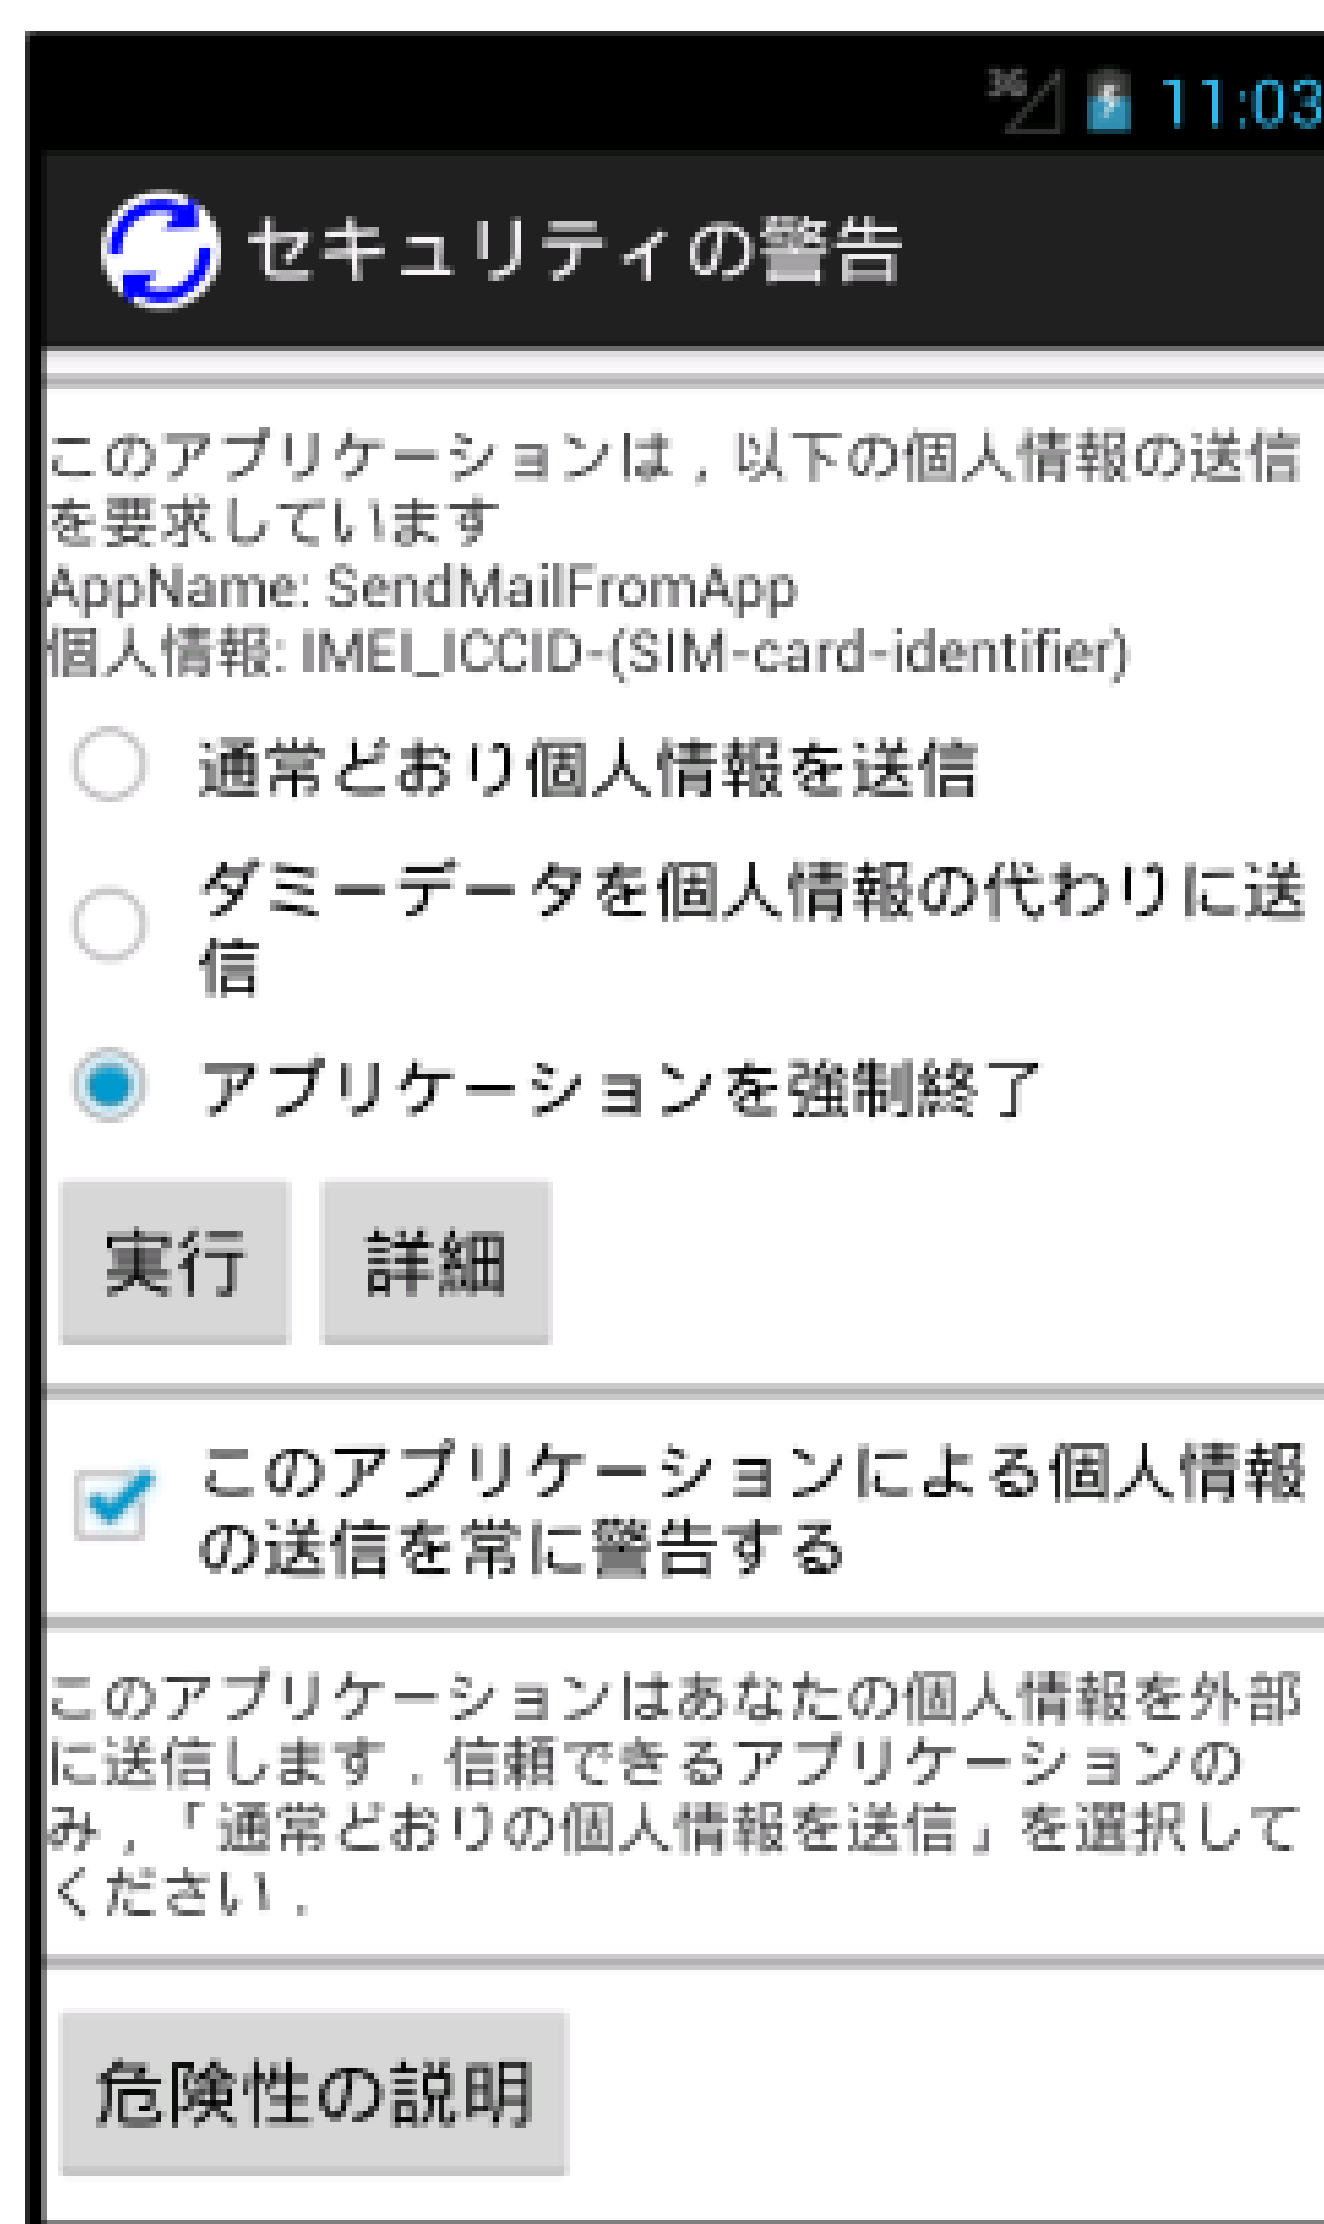 3G 11:03
セキュリティの警告
このアプリケーションは，以下の個人情報の送信
を要求しています
AppName: SendMailFromApp
個人情報: IMEI_ICCID-(SIM-card-identifier)
通常どおり個人情報を送信
ダミーデータを個人情報の代わりに送
信
アプリケーションを強制終了
実行 詳細
このアプリケーションによる個人情報
の送信を常に警告する
このアプリケーションはあなたの個人情報を外部
に送信します．信頼できるアプリケーションの
み，「通常どおりの個人情報を送信」を選択して
ください．
危険性の説明